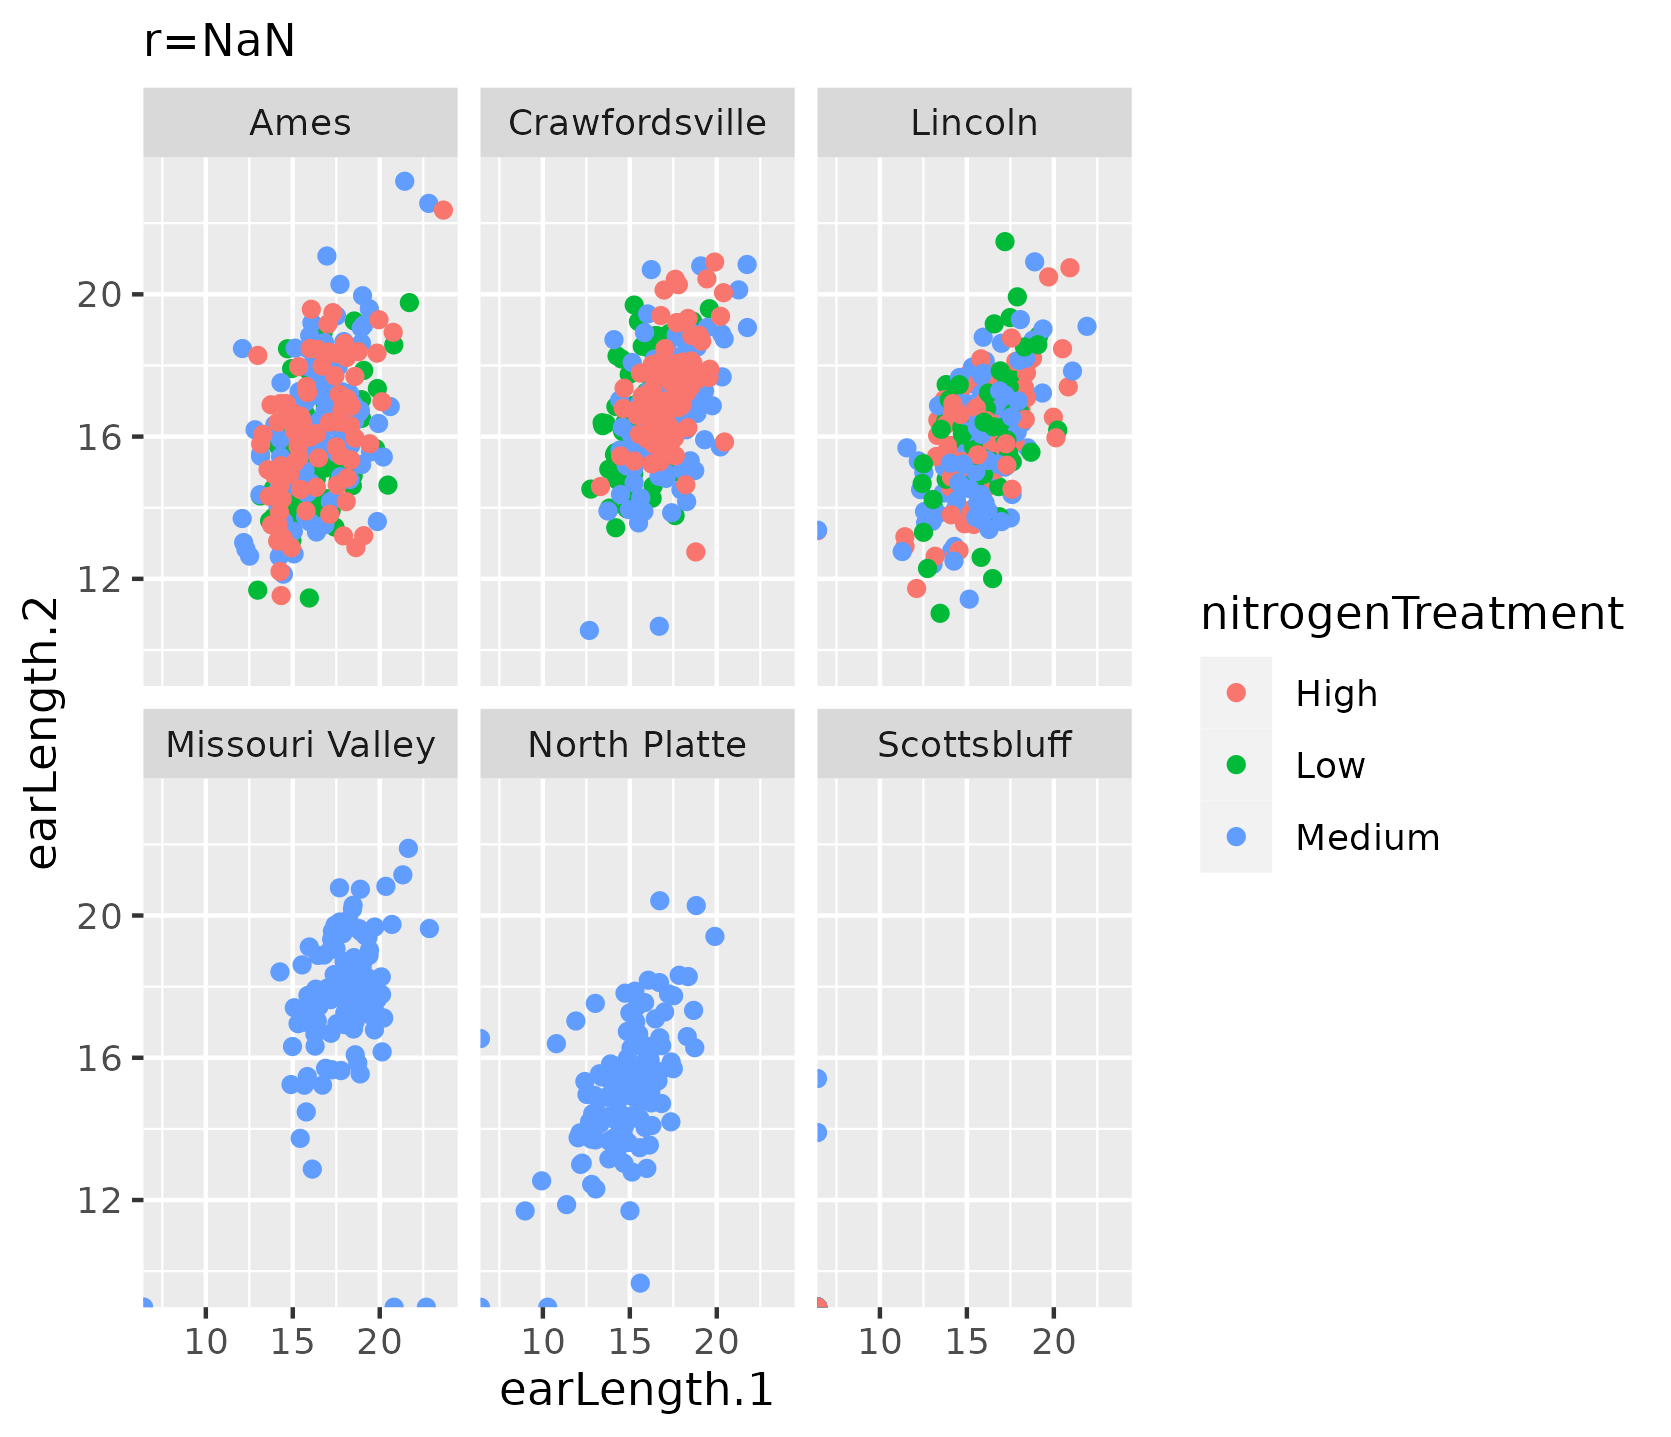 r=NaN
Ames Crawfordsville Lincoln
20
16
12
earLength.2
nitrogenTreatment
High
Low
Medium
Missouri Valley North Platte Scottsbluff
20
16
12
10 15 20 10 15 20 10 15 20
earLength.1